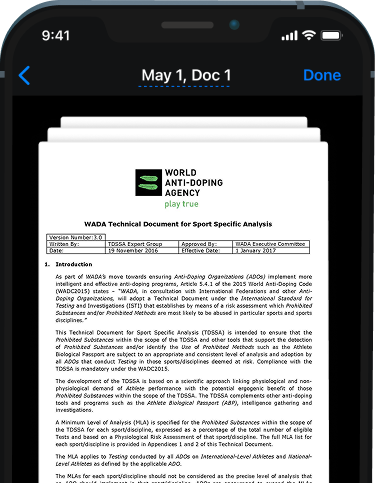 9:41
May 1, Doc 1
Done
WORLD
ANTI-DOPING
AGENCY
play true
WADA Technical Document for Sport Specific Analysis
Version Number: 3.0
Written By: TDSSA Expert Group Approved By: WADA Executive Committee
Date: 19 November 2016 Effective Date: 1 January 2017
1. Introduction
As part of WADA's move towards ensuring Anti-Doping Organizations (ADOs) implement more
intelligent and effective anti-doping programs, Article 5.4.1 of the 2015 World Anti-Doping Code
(WADC2015) states – "WADA, in consultation with International Federations and other Anti-
Doping Organizations, will adopt a Technical Document under the International Standard for
Testing and Investigations (ISTI) that establishes by means of a risk assessment which Prohibited
Substances and/or Prohibited Methods are most likely to be abused in particular sports and sports
disciplines."
This Technical Document for Sport Specific Analysis (TDSSA) is intended to ensure that the
Prohibited Substances within the scope of the TDSSA and other tools that support the detection
of Prohibited Substances and/or identify the Use of Prohibited Methods such as the Athlete
Biological Passport are subject to an appropriate and consistent level of analysis and adoption by
all ADOs that conduct Testing in those sports/disciplines deemed at risk. Compliance with the
TDSSA is mandatory under the WADC2015.
The development of the TDSSA is based on a scientific approach linking physiological and non-
physiological demand of Athlete performance with the potential ergogenic benefit of those
Prohibited Substances within the scope of the TDSSA. The TDSSA complements other anti-doping
tools and programs such as the Athlete Biological Passport (ABP), intelligence gathering and
investigations.
A Minimum Level of Analysis (MLA) is specified for the Prohibited Substances within the scope of
the TDSSA for each sport/discipline, expressed as a percentage of the total number of eligible
Tests and based on a Physiological Risk Assessment of that sport/discipline. The full MLA list for
each sport/discipline is provided in Appendices 1 and 2 of this Technical Document.
The MLA applies to Testing conducted by all ADOs on International-Level Athletes and National-
Level Athletes as defined by the applicable ADO.
The MLAs for each sport/discipline should not be considered as the precise level of analysis that